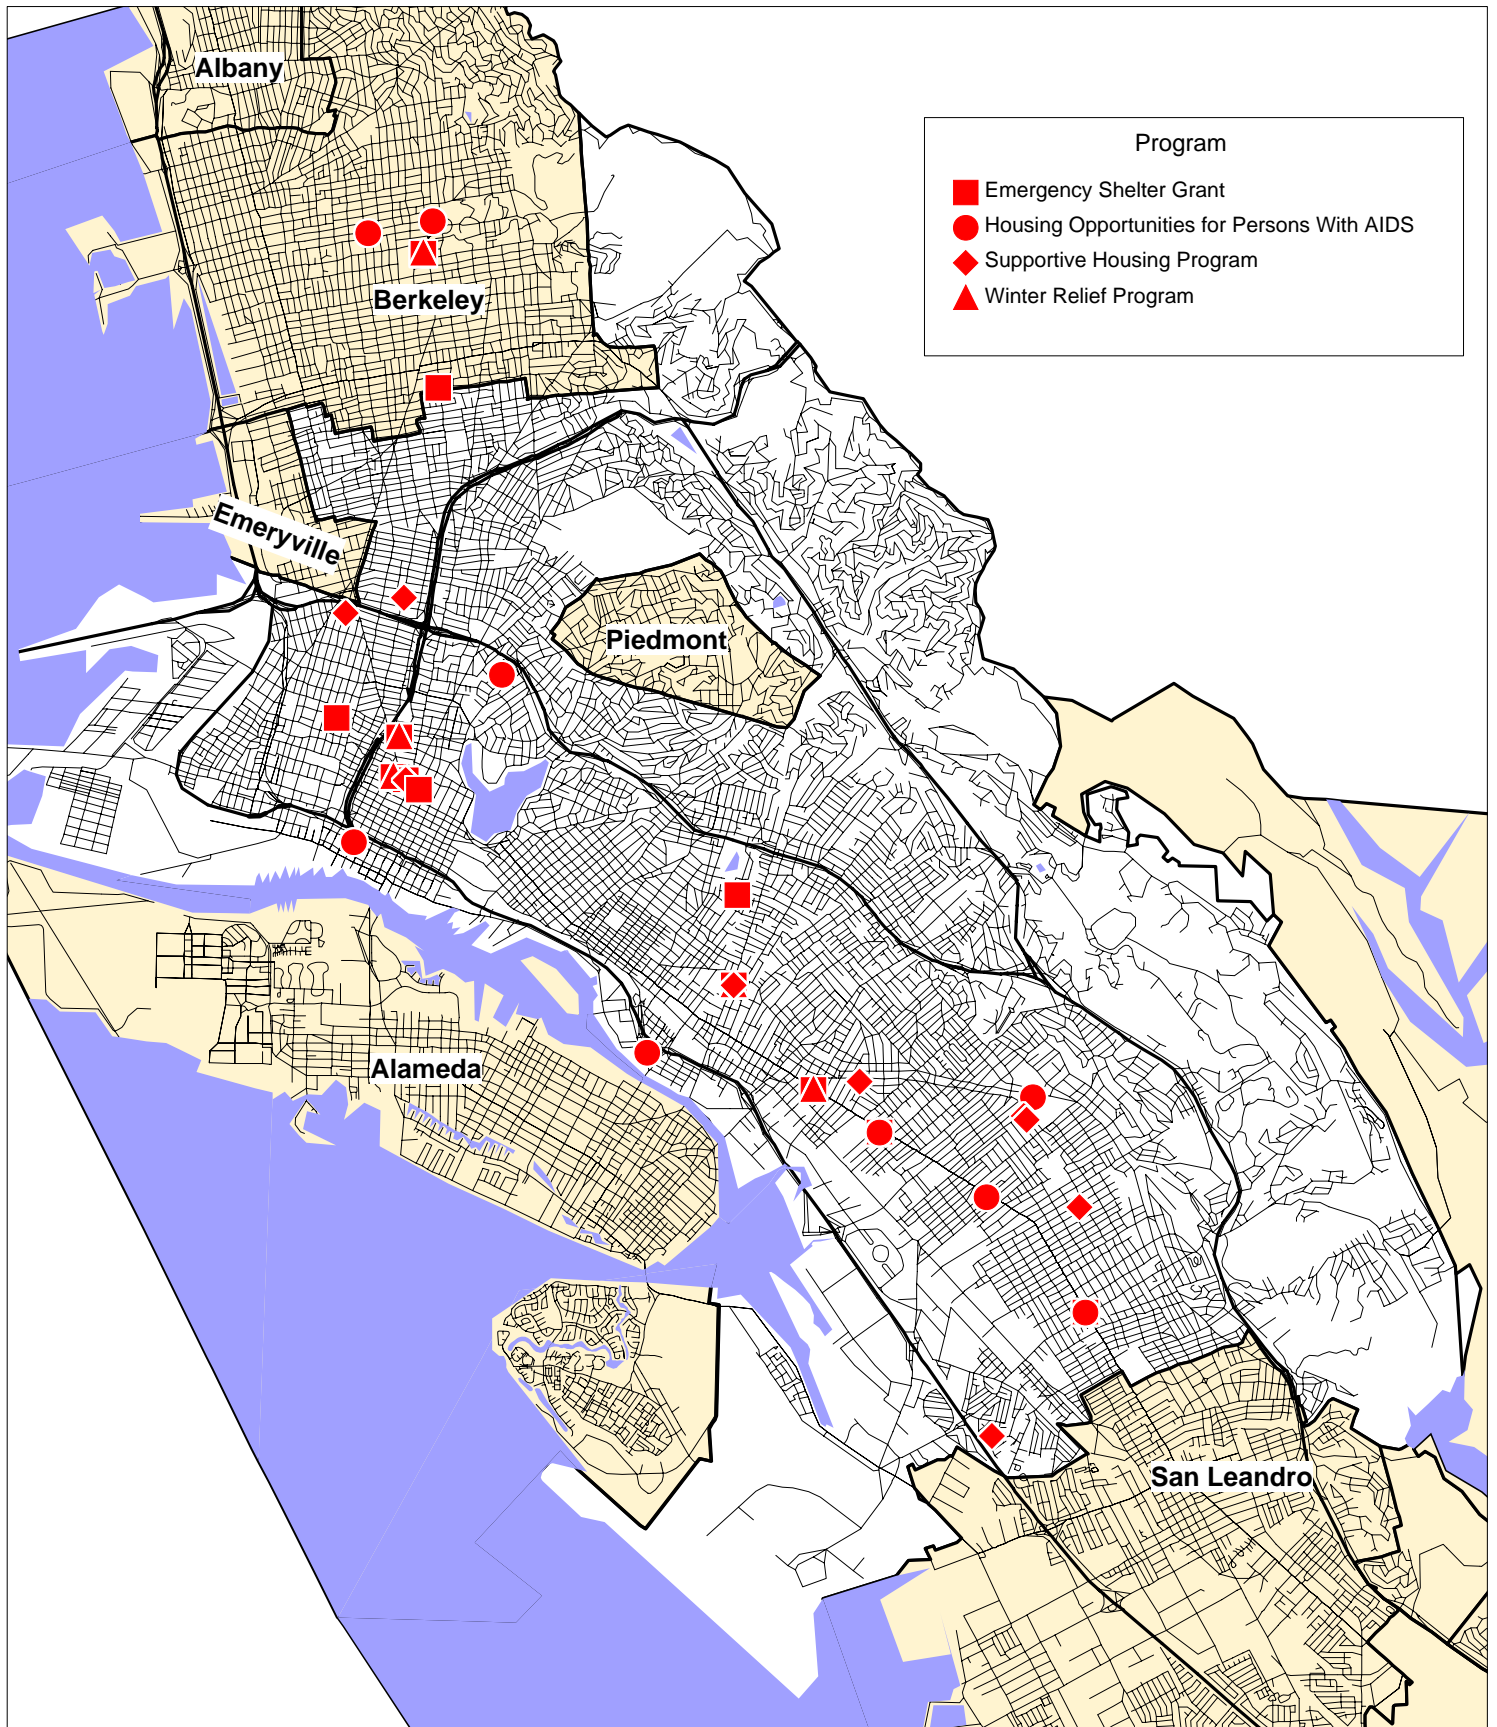 Albany
Program
Emergency Shelter Grant
Housing Opportunities for Persons With AIDS
Supportive Housing Program
Winter Relief Program
Berkeley
Emeryville
Piedmont
Alameda
San Leandro